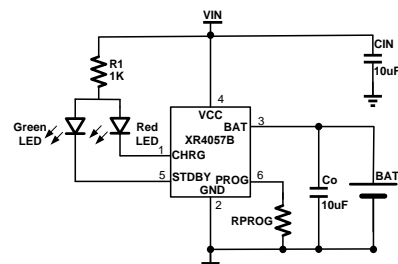 VIN
R1
1K
CIN
10uF
Green
LED
Red
LED
4
VCC
XR4057B
BAT
3
1
CHRG
5
STDBY
PROG
6
GND
2
RPROG
Co
10uF
BAT